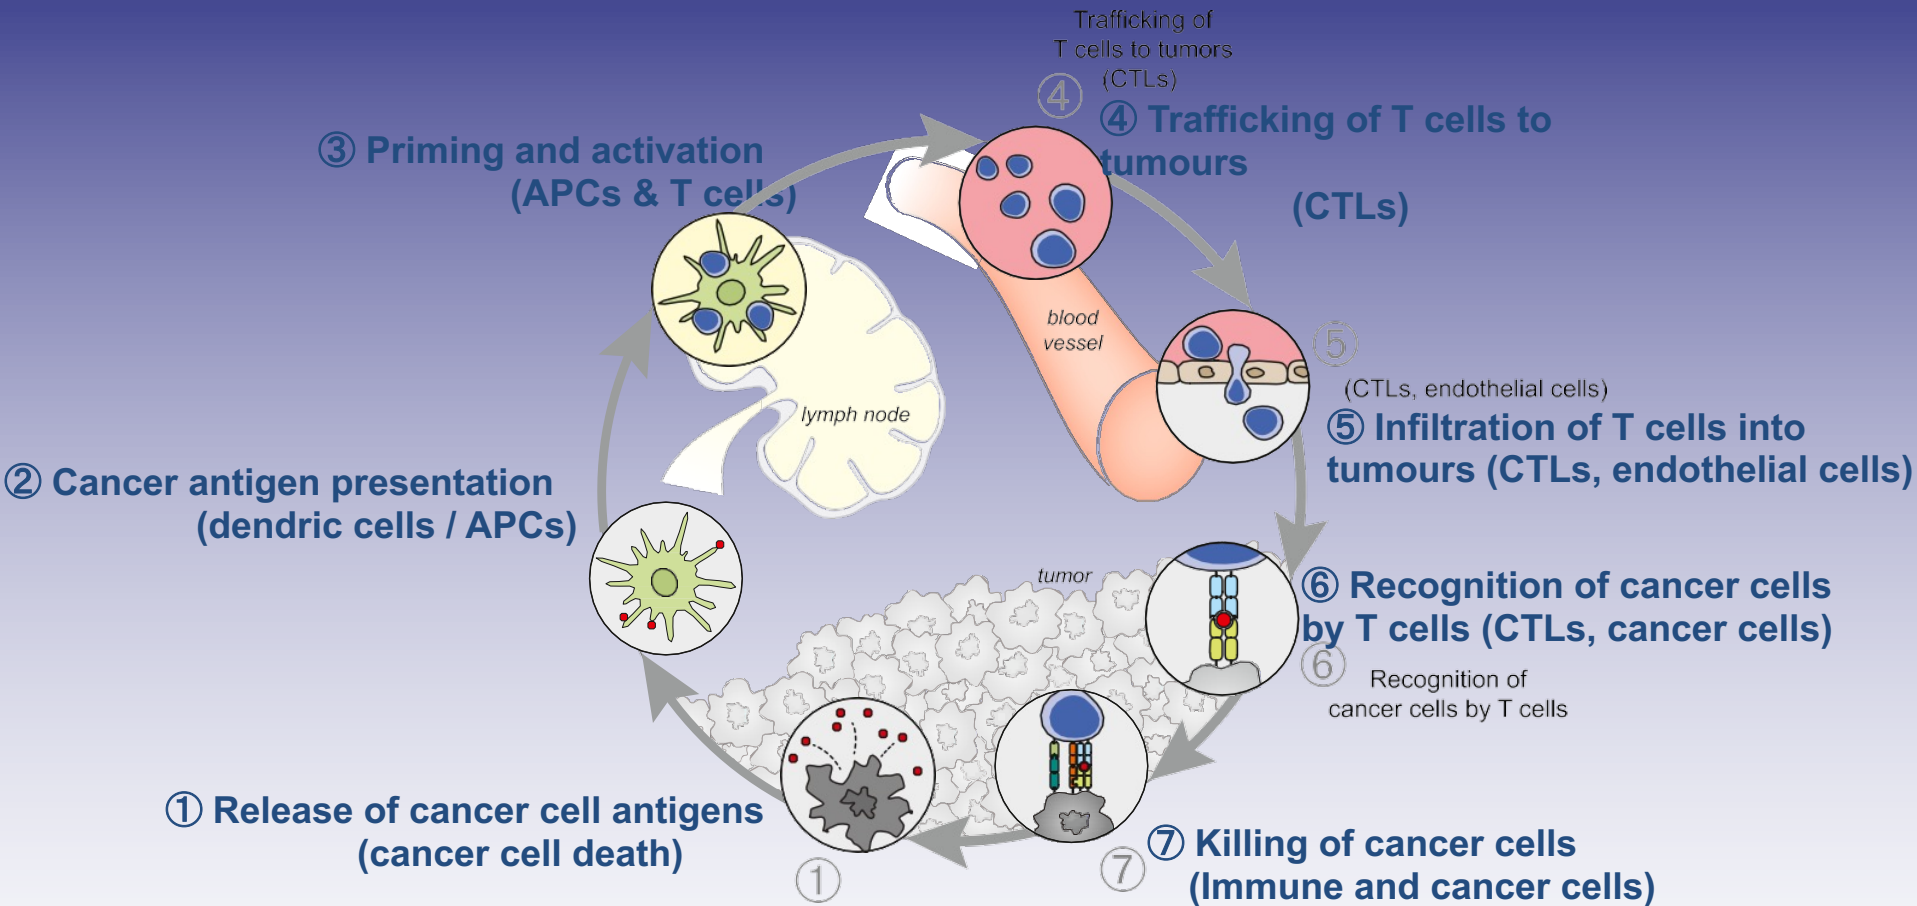 Trafficking of
T cells to tumors
(CTLs)
④
④ Trafficking of T cells to
tumours
(CTLs)
③ Priming and activation
(APCs & T cells)
blood
vessel
⑤
(CTLs, endothelial cells)
⑤ Infiltration of T cells into
tumours (CTLs, endothelial cells)
lymph node
② Cancer antigen presentation
(dendric cells / APCs)
tumor
⑥ Recognition of cancer cells
by T cells (CTLs, cancer cells)
⑥
Recognition of
cancer cells by T cells
① Release of cancer cell antigens
(cancer cell death)
①
⑦
⑦ Killing of cancer cells
(Immune and cancer cells)